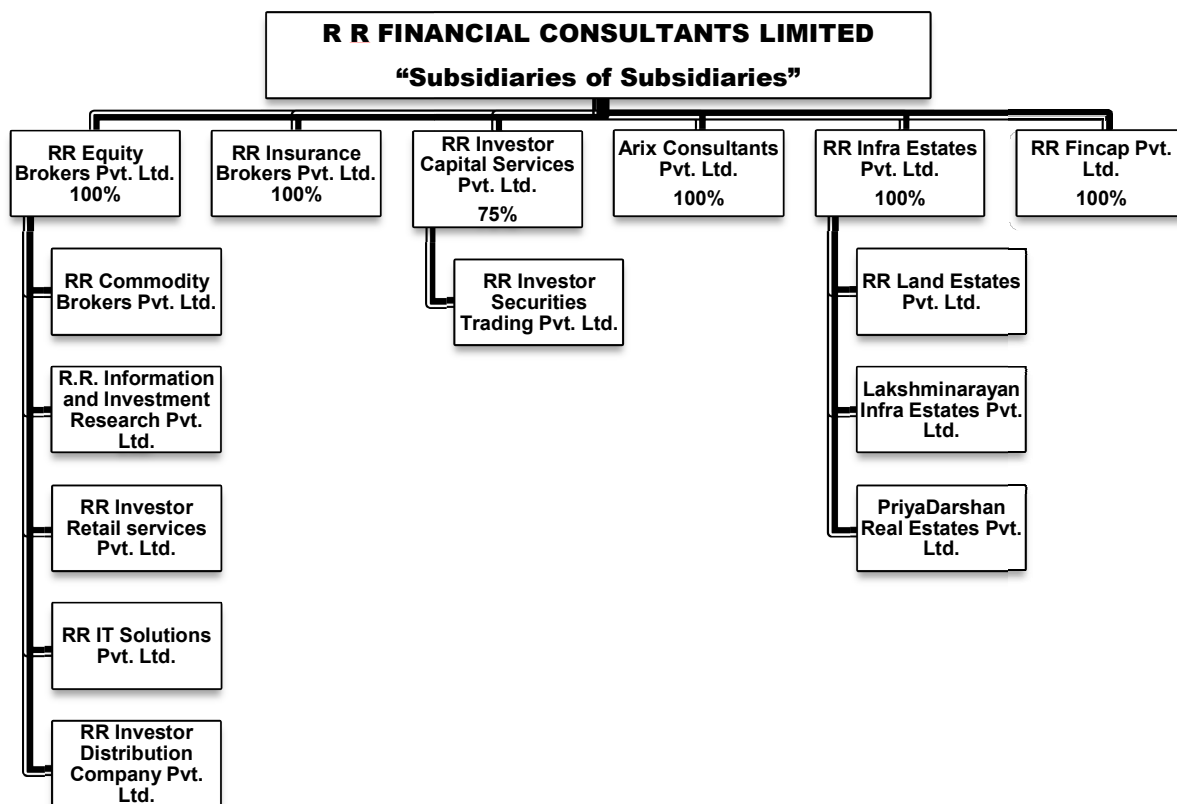 R R FINANCIAL CONSULTANTS LIMITED
“Subsidiaries of Subsidiaries”
RR Equity
Brokers Pvt. Ltd.
100%
RR Insurance
Brokers Pvt. Ltd.
100%
RR Investor
Capital Services
Pvt. Ltd.
75%
Arix Consultants
Pvt. Ltd.
100%
RR Infra Estates
Pvt. Ltd.
100%
RR Fincap Pvt.
Ltd.
100%
RR Commodity
Brokers Pvt. Ltd.
R.R. Information
and Investment
Research Pvt.
Ltd.
RR Investor
Retail services
Pvt. Ltd.
RR IT Solutions
Pvt. Ltd.
RR Investor
Distribution
Company Pvt.
Ltd.
RR Investor
Securities
Trading Pvt. Ltd.
RR Land Estates
Pvt. Ltd.
Lakshminarayan
Infra Estates Pvt.
Ltd.
PriyaDarshan
Real Estates Pvt.
Ltd.